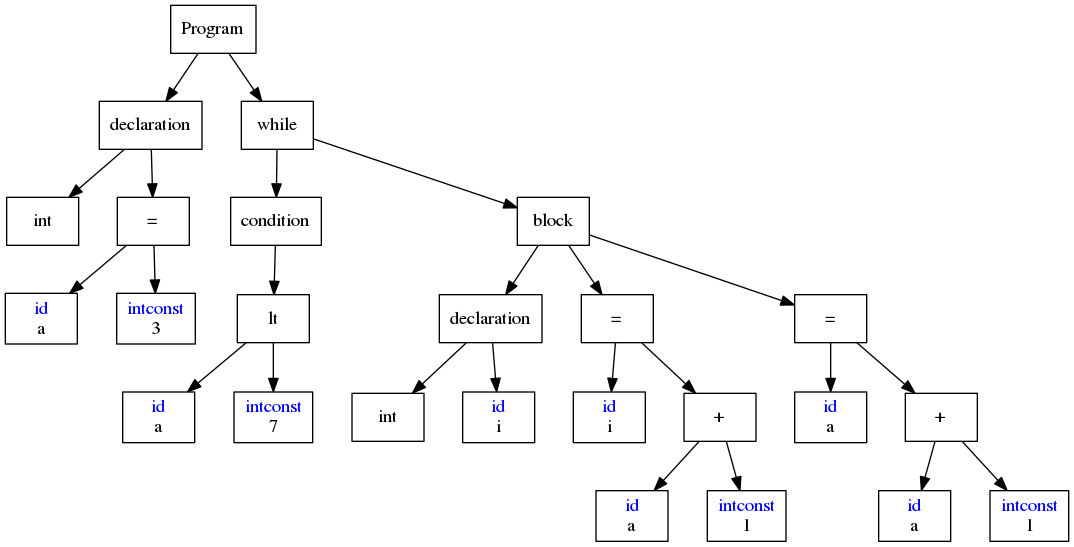 Program
declaration
while
int
=
condition
block
id
a
intconst
3
lt
declaration
=
=
id
a
intconst
7
int
id
i
id
i
+
id
a
+
id
a
intconst
1
id
a
intconst
1